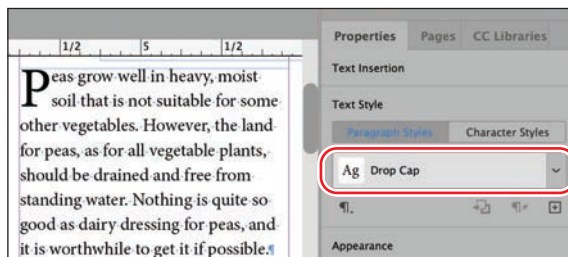 1/2 5 1/2
Peas grow well in heavy, moist
soil that is not suitable for some
other vegetables. However, the land
for peas, as for all vegetable plants,
should be drained and free from
standing water. Nothing is quite so
good as dairy dressing for peas, and
it is worthwhile to get it if possible.
Properties Pages CC Libraries
Text Insertion
Text Style
Paragraph Styles Character Styles
Ag Drop Cap
Appearance